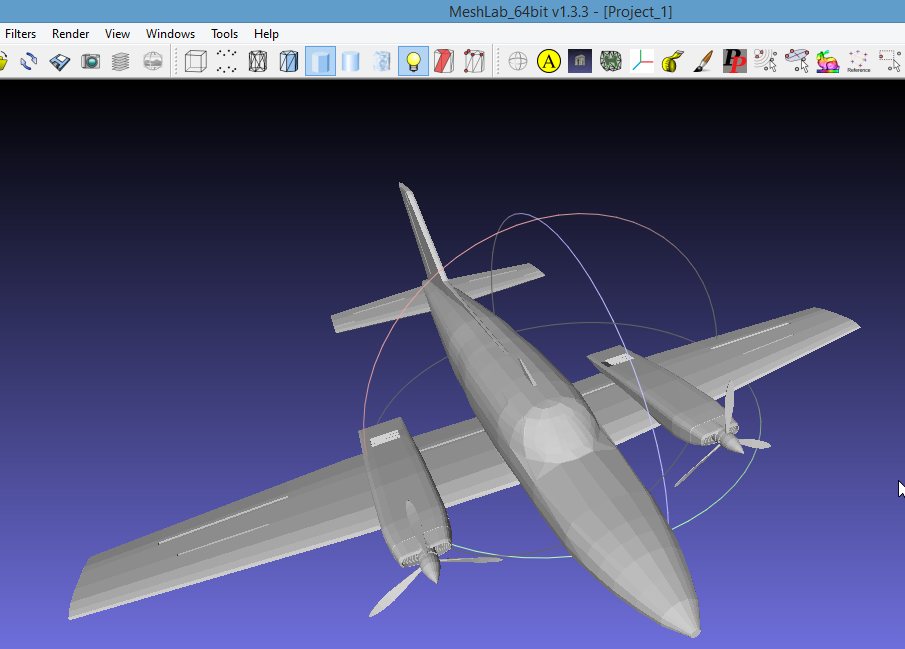 MeshLab_64bit v1.3.3 - [Project_1]
Filters Render View Windows Tools Help
A PP Reference